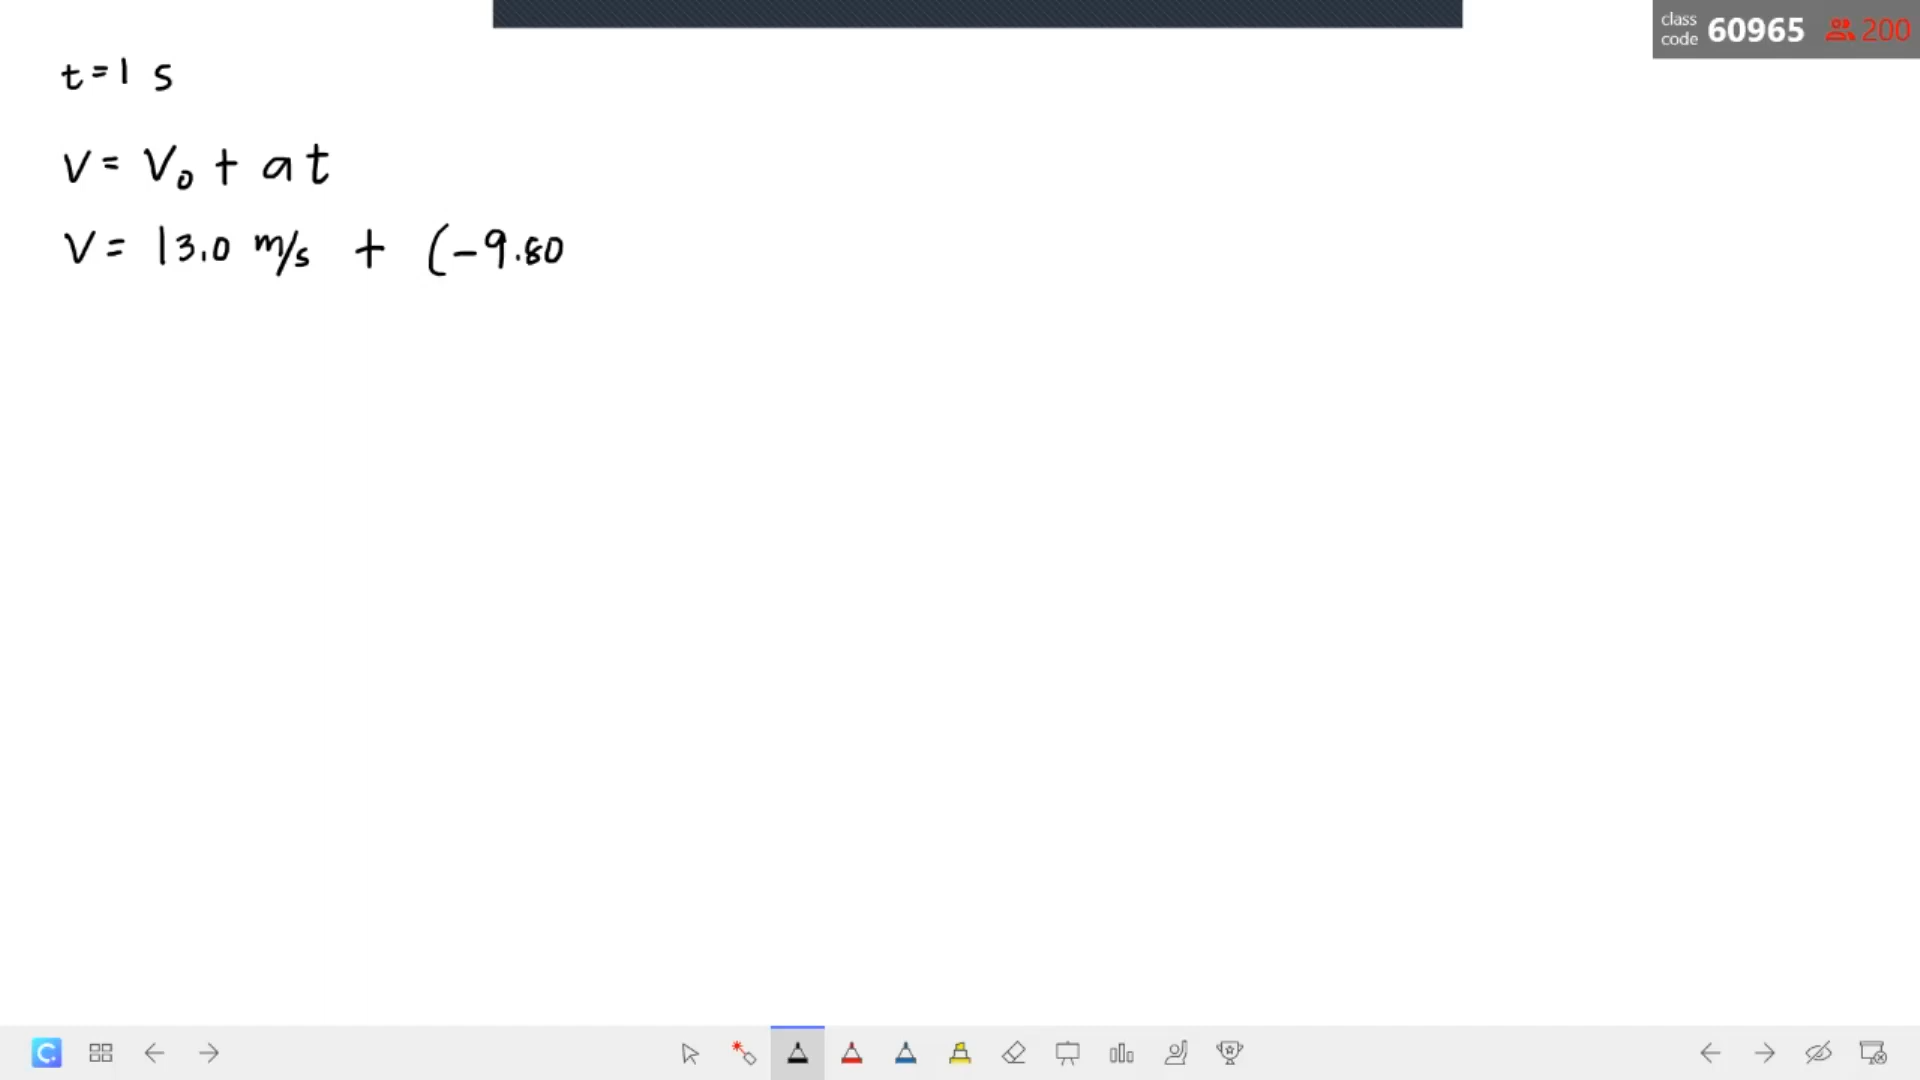 class code 60965 200
t = 1 s
v = v₀ + at
v = 13.0 m/s + (-9.80